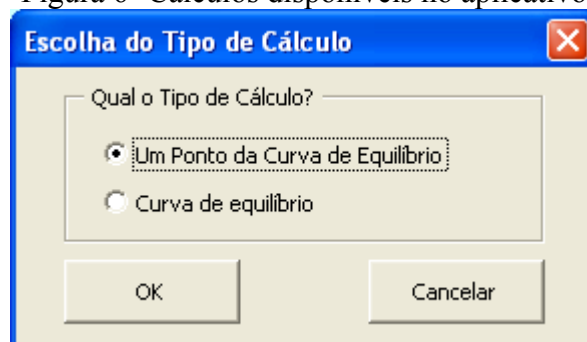 Figura 6- Cálculos disponíveis no aplicativo
Escolha do Tipo de Cálculo
Qual o Tipo de Cálculo?
Um Ponto da Curva de Equilíbrio
Curva de equilíbrio
OK
Cancelar